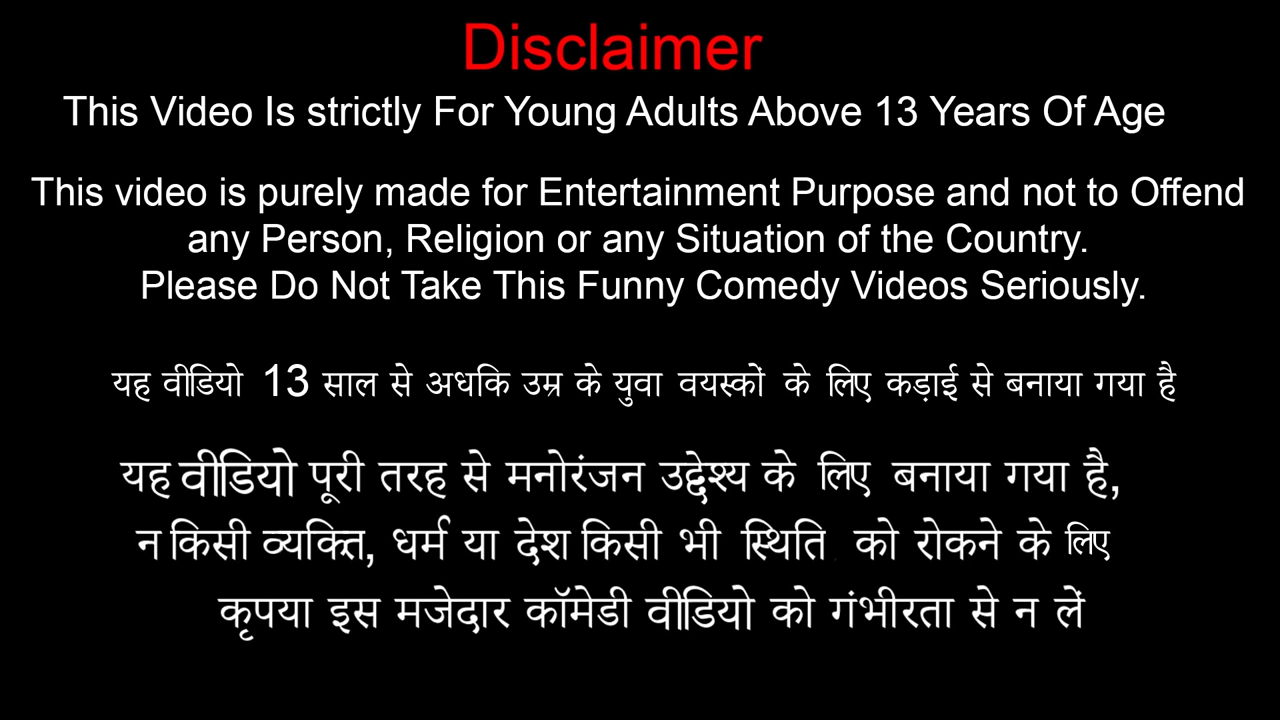 Disclaimer
This Video Is strictly For Young Adults Above 13 Years Of Age
This video is purely made for Entertainment Purpose and not to Offend
any Person, Religion or any Situation of the Country.
Please Do Not Take This Funny Comedy Videos Seriously.
यह वीडियो 13 साल से अधकि उम्र के युवा वयस्कों के लिए कड़ाई से बनाया गया है
यह वीडियो पूरी तरह से मनोरंजन उद्देश्य के लिए बनाया गया है,
न किसी व्यक्ति, धर्म या देश किसी भी स्थिति को रोकने के लिए
कृपया इस मजेदार कॉमेडी वीडियो को गंभीरता से न लें